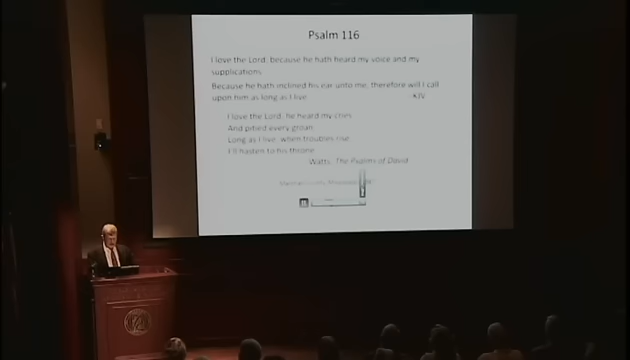 Psalm 116
I love the Lord, because he hath heard my voice and my
supplications.
Because he hath inclined his ear unto me, therefore will I call
upon him as long as I live. KJV
I love the Lord, he heard my cries
And pitied every groan
Long as I live, when troubles rise,
I'll hasten to his throne
Watts, The Psalms of David